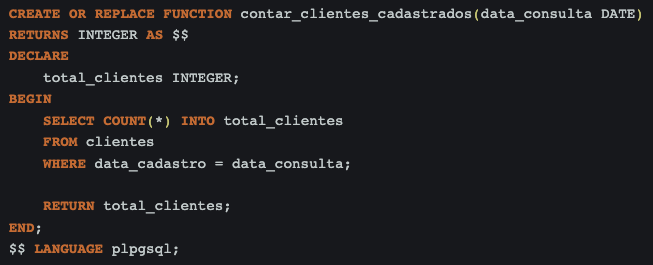 CREATE OR REPLACE FUNCTION contar_clientes_cadastrados(data_consulta DATE)
RETURNS INTEGER AS $$
DECLARE
    total_clientes INTEGER;
BEGIN
    SELECT COUNT(*) INTO total_clientes
    FROM clientes
    WHERE data_cadastro = data_consulta;

    RETURN total_clientes;
END;
$$ LANGUAGE plpgsql;